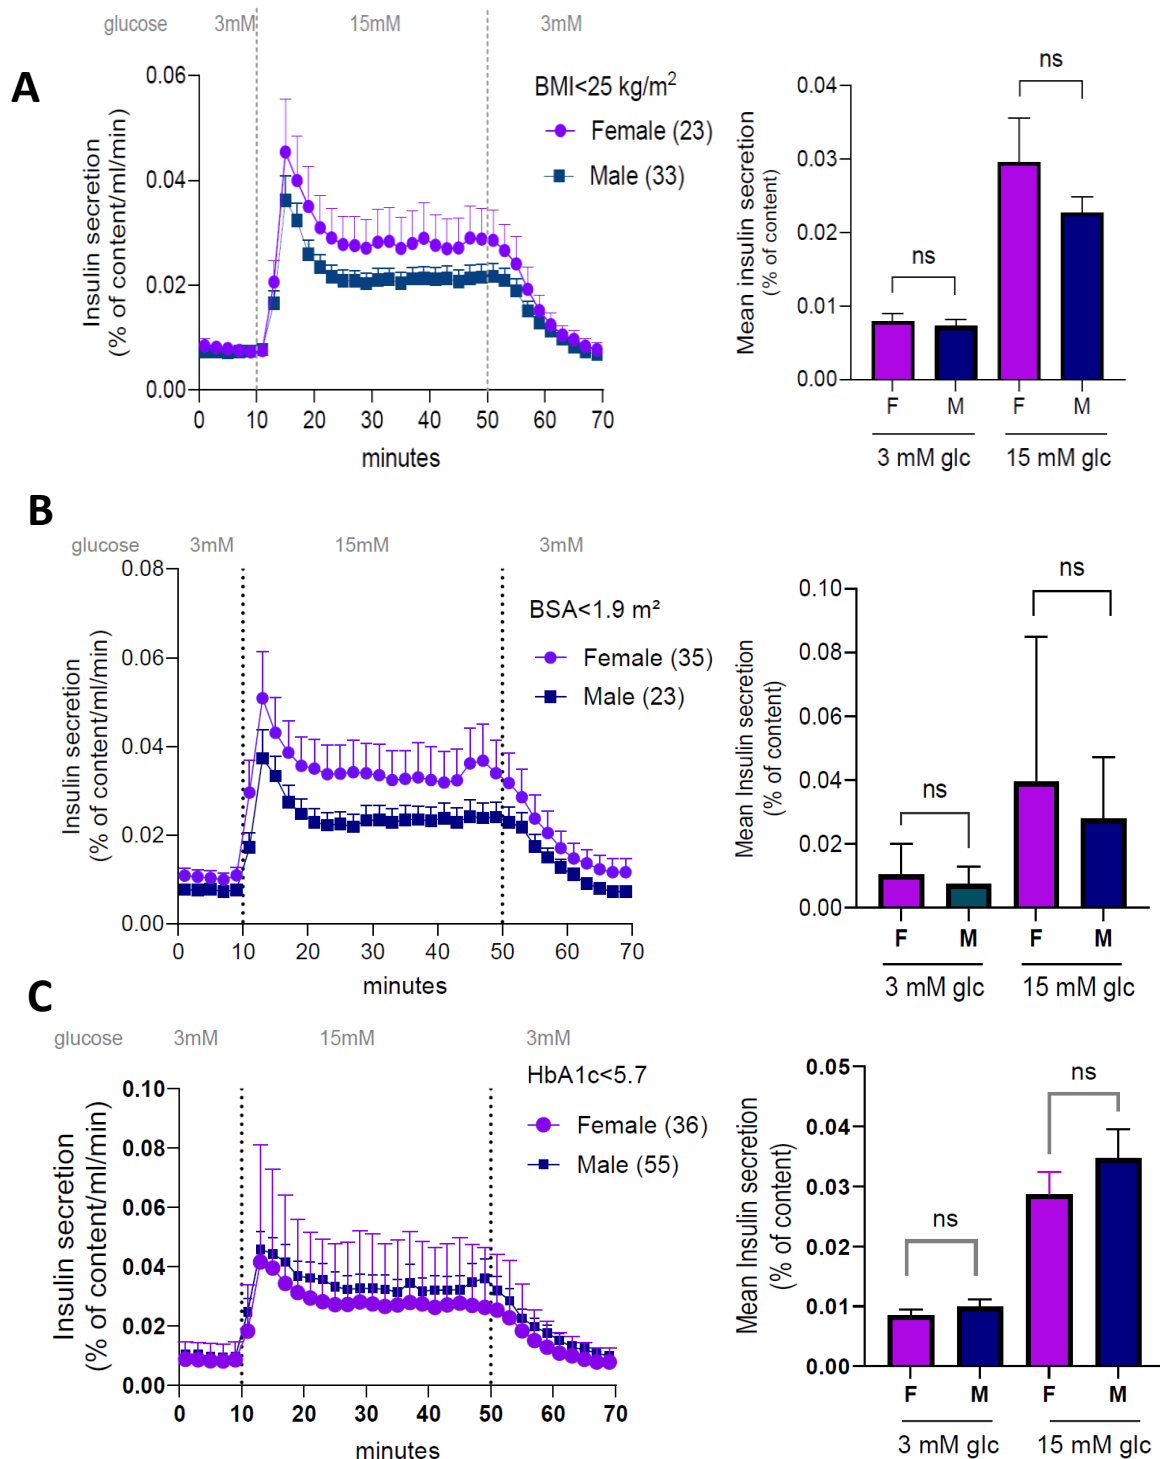 glucose 3mM 15mM 3mM
A
0.06
0.04
0.02
0.00
Insulin secretion
(% of content/ml/min)
BMI<25 kg/m²
Female (23)
Male (33)
0 10 20 30 40 50 60 70
minutes
0.04
0.03
0.02
0.01
0.00
Mean insulin secretion
(% of content)
ns
ns
F M F M
3 mM glc 15 mM glc
B
glucose 3mM 15mM 3mM
0.08
0.06
0.04
0.02
0.00
Insulin secretion
(% of content/ml/min)
BSA<1.9 m²
Female (35)
Male (23)
0 10 20 30 40 50 60 70
minutes
0.10
0.08
0.06
0.04
0.02
0.00
Mean Insulin secretion
(% of content)
ns
ns
F M F M
3 mM glc 15 mM glc
C
glucose 3mM 15mM 3mM
0.10
0.08
0.06
0.04
0.02
0.00
Insulin secretion
(% of content/ml/min)
HbA1c<5.7
Female (36)
Male (55)
0 10 20 30 40 50 60 70
minutes
0.05
0.04
0.03
0.02
0.01
0.00
Mean Insulin secretion
(% of content)
ns
ns
F M F M
3 mM glc 15 mM glc